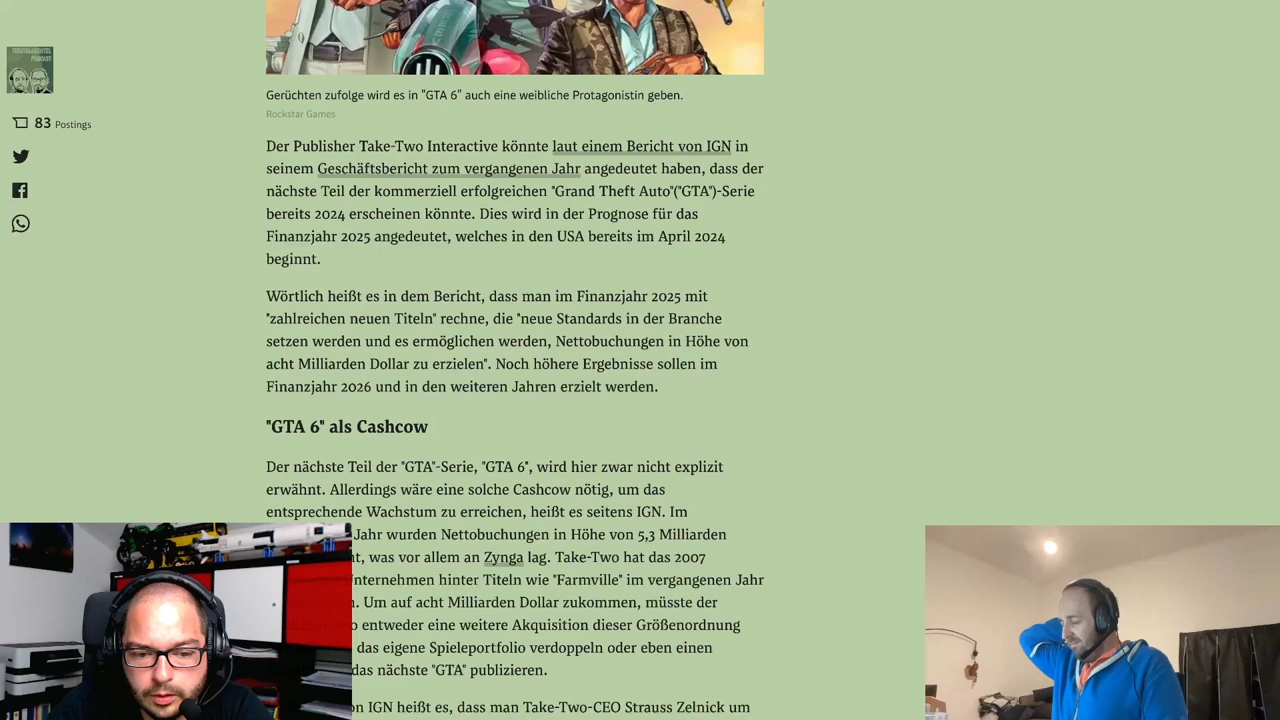 TECHTELMECHTEL
PODCAST
83 Postings
Gerüchten zufolge wird es in "GTA 6" auch eine weibliche Protagonistin geben.
Rockstar Games
Der Publisher Take-Two Interactive könnte laut einem Bericht von IGN in
seinem Geschäftsbericht zum vergangenen Jahr angedeutet haben, dass der
nächste Teil der kommerziell erfolgreichen "Grand Theft Auto"("GTA")-Serie
bereits 2024 erscheinen könnte. Dies wird in der Prognose für das
Finanzjahr 2025 angedeutet, welches in den USA bereits im April 2024
beginnt.
Wörtlich heißt es in dem Bericht, dass man im Finanzjahr 2025 mit
"zahlreichen neuen Titeln" rechne, die "neue Standards in der Branche
setzen werden und es ermöglichen werden, Nettobuchungen in Höhe von
acht Milliarden Dollar zu erzielen". Noch höhere Ergebnisse sollen im
Finanzjahr 2026 und in den weiteren Jahren erzielt werden.
"GTA 6" als Cashcow
Der nächste Teil der "GTA"-Serie, "GTA 6", wird hier zwar nicht explizit
erwähnt. Allerdings wäre eine solche Cashcow nötig, um das
entsprechende Wachstum zu erreichen, heißt es seitens IGN. Im
Jahr wurden Nettobuchungen in Höhe von 5,3 Milliarden
was vor allem an Zynga lag. Take-Two hat das 2007
Unternehmen hinter Titeln wie "Farmville" im vergangenen Jahr
Um auf acht Milliarden Dollar zukommen, müsste der
entweder eine weitere Akquisition dieser Größenordnung
das eigene Spieleportfolio verdoppeln oder eben einen
das nächste "GTA" publizieren.
IGN heißt es, dass man Take-Two-CEO Strauss Zelnick um